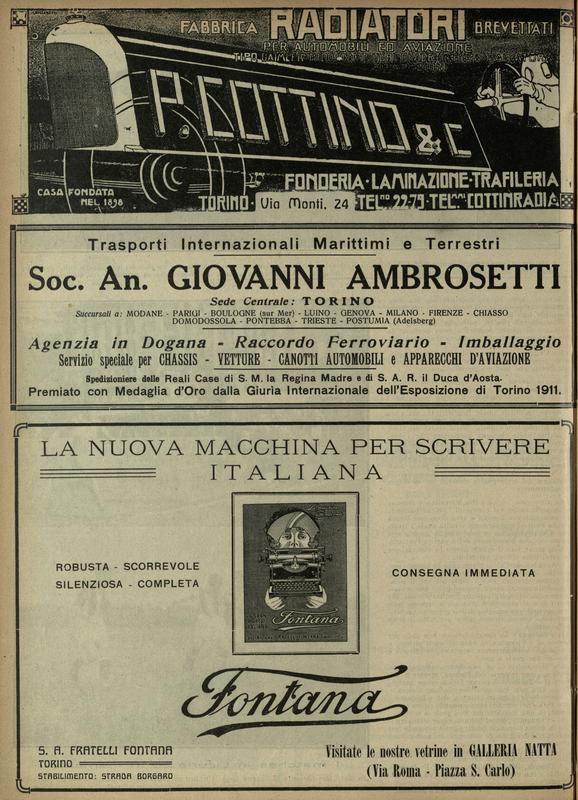 FABBRICA RADIATORI BREVETTATI
PER AUTOMOBILI ED AVIAZIONE
P. COTTINO & C
CASA FONDATA
NEL 1898
FONDERIA · LAMINAZIONE · TRAFILERIA
TORINO · Via Monti, 24 · TELno 22-79 · TEL. COTTINRADIA
Trasporti Internazionali Marittimi e Terrestri
Soc. An. GIOVANNI AMBROSETTI
Sede Centrale: TORINO
Succursali a: MODANE - PARIGI - BOULOGNE (sur Mer) - LUINO - GENOVA - MILANO - FIRENZE - CHIASSO
DOMODOSSOLA - PONTEBBA - TRIESTE - POSTUMIA (Adelsberg)
Agenzia in Dogana - Raccordo Ferroviario - Imballaggio
Servizio speciale per CHASSIS - VETTURE - CANOTTI AUTOMOBILI e APPARECCHI D'AVIAZIONE
Spedizioniere delle Reali Case di S. M. la Regina Madre e di S. A. R. il Duca d'Aosta.
Premiato con Medaglia d'Oro dalla Giuria Internazionale dell'Esposizione di Torino 1911.
LA NUOVA MACCHINA PER SCRIVERE
ITALIANA
ROBUSTA - SCORREVOLE
SILENZIOSA - COMPLETA
CONSEGNA IMMEDIATA
Fontana
Fontana
S. A. FRATELLI FONTANA
TORINO
STABILIMENTO: STRADA BORGARO
Visitate le nostre vetrine in GALLERIA NATTA
(Via Roma - Piazza S. Carlo)